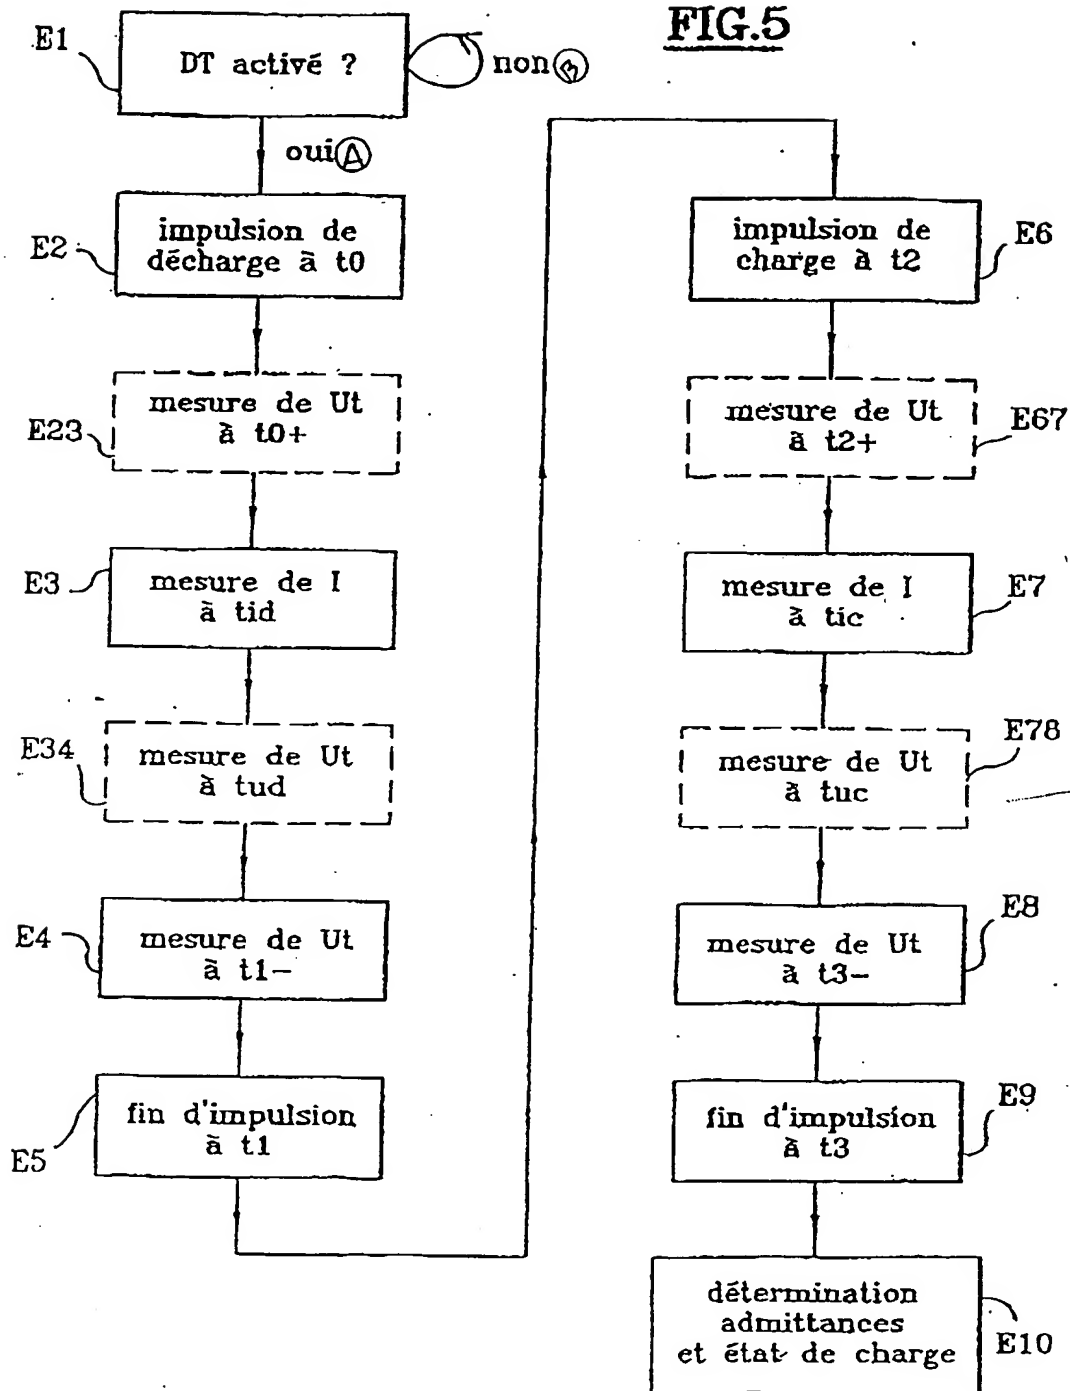 FIG.5
E1
DT activé ?
non Ⓑ
oui Ⓐ
E2
impulsion de
décharge à t0
E23
mesure de Ut
à t0+
E3
mesure de I
à tid
E34
mesure de Ut
à tud
E4
mesure de Ut
à t1-
E5
fin d'impulsion
à t1
impulsion de
charge à t2
E6
mesure de Ut
à t2+
E67
mesure de I
à tic
E7
mesure de Ut
à tuc
E78
mesure de Ut
à t3-
E8
fin d'impulsion
à t3
E9
détermination
admittances
et état de charge
E10